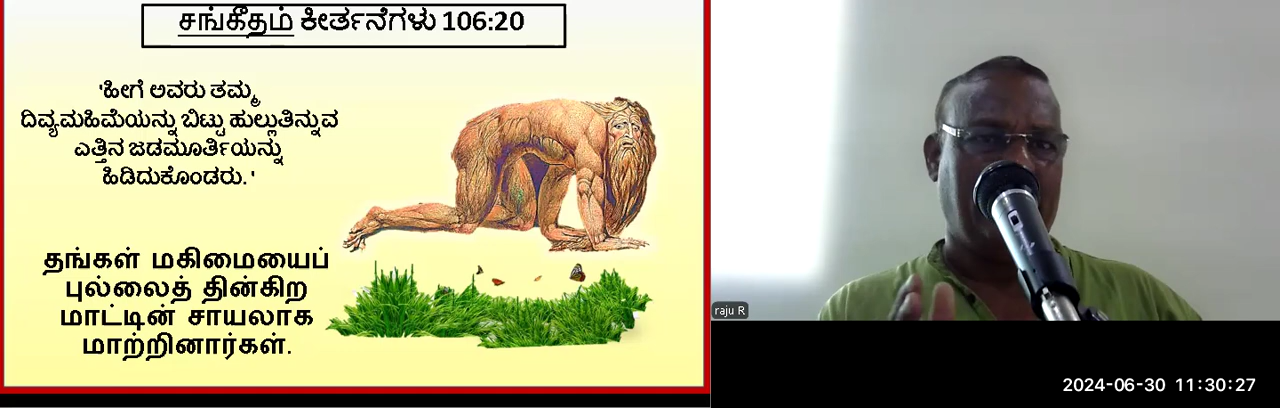 சங்கீதம் ಕೀರ್ತನೆಗಳು 106:20
'ಹೀಗೆ ಅವರು ತಮ್ಮ
ದಿವ್ಯಮಹಿಮೆಯನ್ನು ಬಿಟ್ಟು ಹುಲ್ಲುತಿನ್ನುವ
ಎತ್ತಿನ ಜಡಮೂರ್ತಿಯನ್ನು
ಹಿಡಿದುಕೊಂಡರು.'
தங்கள் மகிமையைப்
புல்லைத் தின்கிற
மாட்டின் சாயலாக
மாற்றினார்கள்.
raju R
2024-06-30 11:30:27